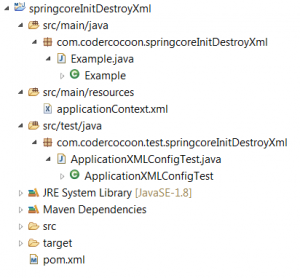 springcoreInitDestroyXml
src/main/java
com.codercocoon.springcoreInitDestroyXml
Example.java
Example
src/main/resources
applicationContext.xml
src/test/java
com.codercocoon.test.springcoreInitDestroyXml
ApplicationXMLConfigTest.java
ApplicationXMLConfigTest
JRE System Library [JavaSE-1.8]
Maven Dependencies
src
target
pom.xml